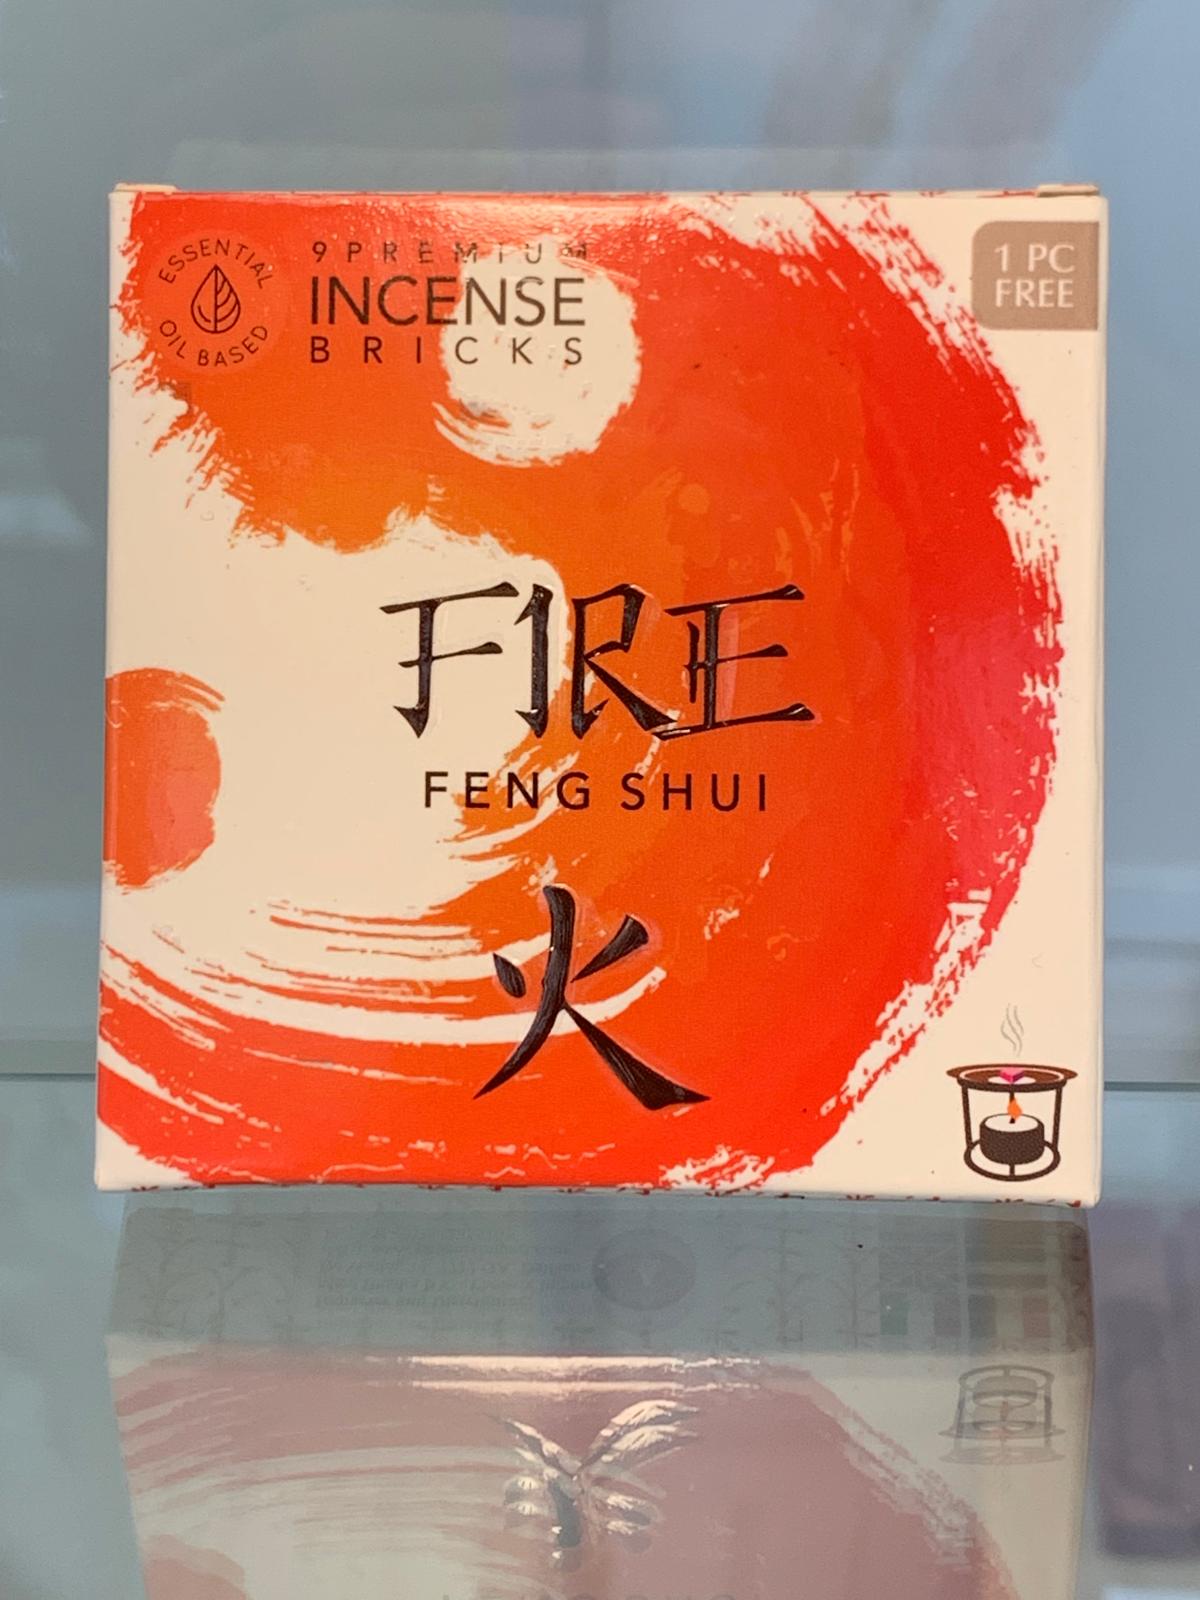 ESSENTIAL
OIL BASED
9 PREMIUM
INCENSE
BRICKS
1 PC
FREE
FIRE
FENG SHUI
火